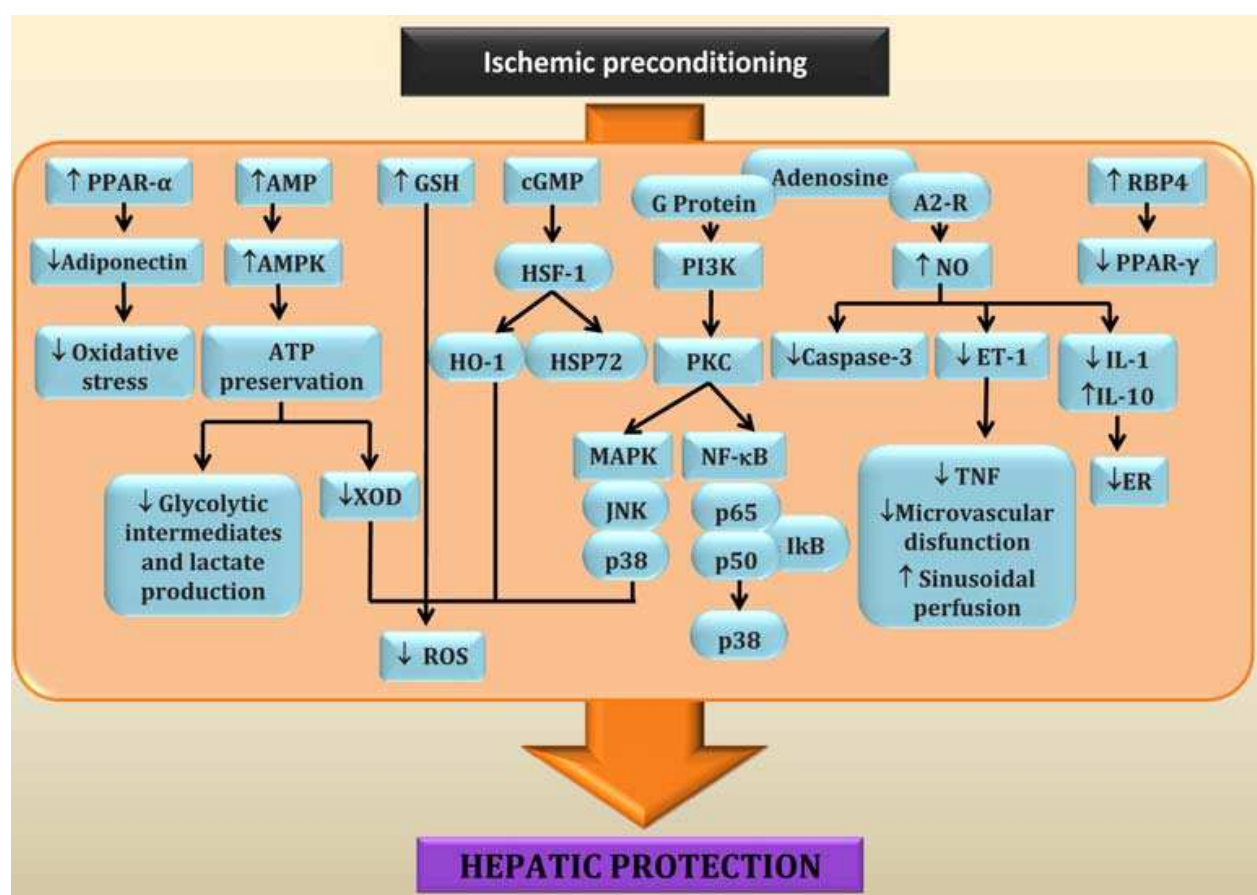 Ischemic preconditioning
↑ PPAR-α
↓Adiponectin
↓ Oxidative
stress
↑AMP
↑AMPK
ATP
preservation
↓ Glycolytic
intermediates
and lactate
production
↓XOD
↑ GSH
↓ ROS
cGMP
HSF-1
HO-1
HSP72
Adenosine
G Protein
PI3K
PKC
MAPK
JNK
p38
NF-κB
p65
p50
IkB
p38
A2-R
↑ NO
↓Caspase-3
↓ ET-1
↓ TNF
↓Microvascular
disfunction
↑ Sinusoidal
perfusion
↓ IL-1
↑IL-10
↓ER
↑ RBP4
↓ PPAR-γ
HEPATIC PROTECTION